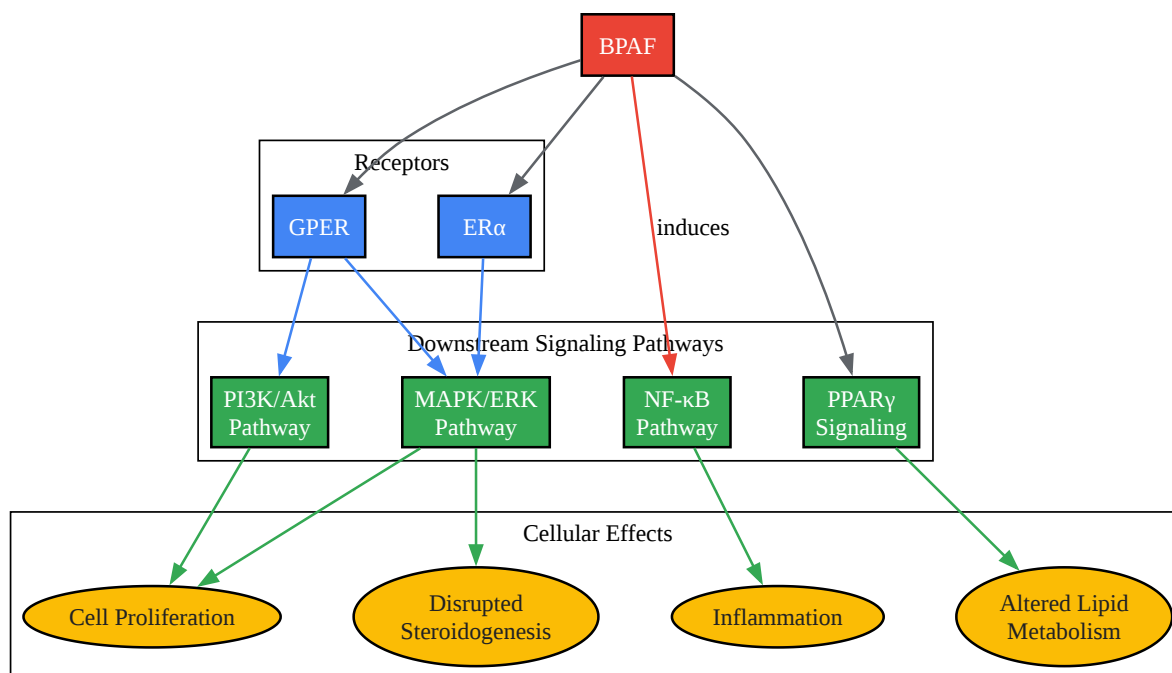 BPAF
Receptors
GPER
ERα
induces
Downstream Signaling Pathways
PI3K/Akt
Pathway
MAPK/ERK
Pathway
NF-κB
Pathway
PPARγ
Signaling
Cellular Effects
Cell Proliferation
Disrupted
Steroidogenesis
Inflammation
Altered Lipid
Metabolism